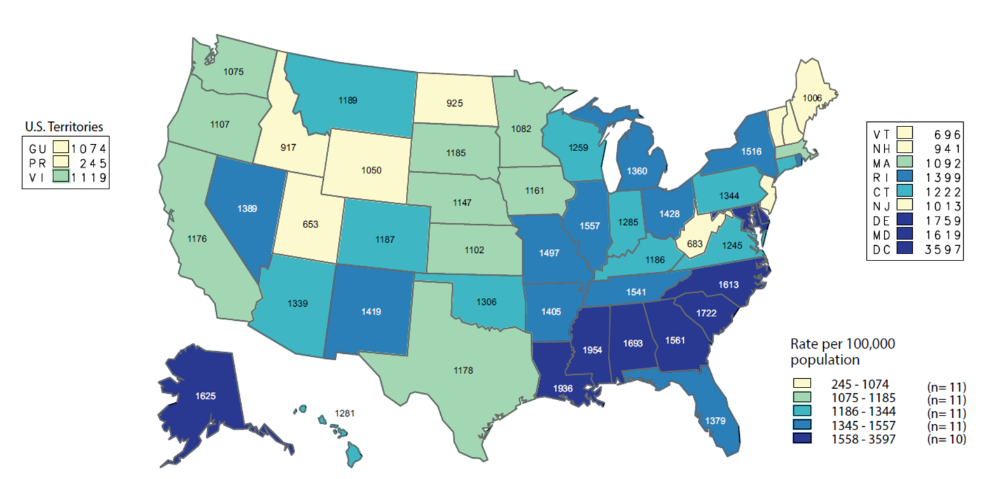 U.S. Territories
GU 1074
PR 245
VI 1119
1075
1107
1176
1389
917
1189
1050
653
1187
1339
1419
925
1185
1147
1102
1306
1178
1082
1161
1497
1405
1936
1259
1557
1360
1285
1428
1186
1541
1954
1693
1561
1379
1722
1613
1245
683
1344
1516
1006
1625
1281
VT 696
NH 941
MA 1092
RI 1399
CT 1222
NJ 1013
DE 1759
MD 1619
DC 3597
Rate per 100,000
population
245 - 1074 (n= 11)
1075 - 1185 (n= 11)
1186 - 1344 (n= 11)
1345 - 1557 (n= 11)
1558 - 3597 (n= 10)